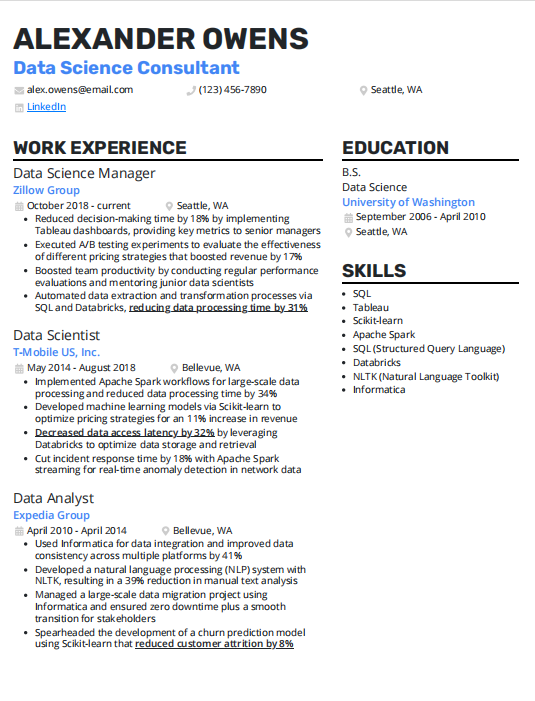 ALEXANDER OWENS
Data Science Consultant
alex.owens@email.com
(123) 456-7890
Seattle, WA
LinkedIn
WORK EXPERIENCE
Data Science Manager
Zillow Group
October 2018 - current
Seattle, WA
Reduced decision-making time by 18% by implementing
Tableau dashboards, providing key metrics to senior managers
Executed A/B testing experiments to evaluate the effectiveness
of different pricing strategies that boosted revenue by 17%
Boosted team productivity by conducting regular performance
evaluations and mentoring junior data scientists
Automated data extraction and transformation processes via
SQL and Databricks, reducing data processing time by 31%
Data Scientist
T-Mobile US, Inc.
May 2014 - August 2018
Bellevue, WA
Implemented Apache Spark workflows for large-scale data
processing and reduced data processing time by 34%
Developed machine learning models via Scikit-learn to
optimize pricing strategies for an 11% increase in revenue
Decreased data access latency by 32% by leveraging
Databricks to optimize data storage and retrieval
Cut incident response time by 18% with Apache Spark
streaming for real-time anomaly detection in network data
Data Analyst
Expedia Group
April 2010 - April 2014
Bellevue, WA
Used Informatica for data integration and improved data
consistency across multiple platforms by 41%
Developed a natural language processing (NLP) system with
NLTK, resulting in a 39% reduction in manual text analysis
Managed a large-scale data migration project using
Informatica and ensured zero downtime plus a smooth
transition for stakeholders
Spearheaded the development of a churn prediction model
using Scikit-learn that reduced customer attrition by 8%
EDUCATION
B.S.
Data Science
University of Washington
September 2006 - April 2010
Seattle, WA
SKILLS
SQL
Tableau
Scikit-learn
Apache Spark
SQL (Structured Query Language)
Databricks
NLTK (Natural Language Toolkit)
Informatica